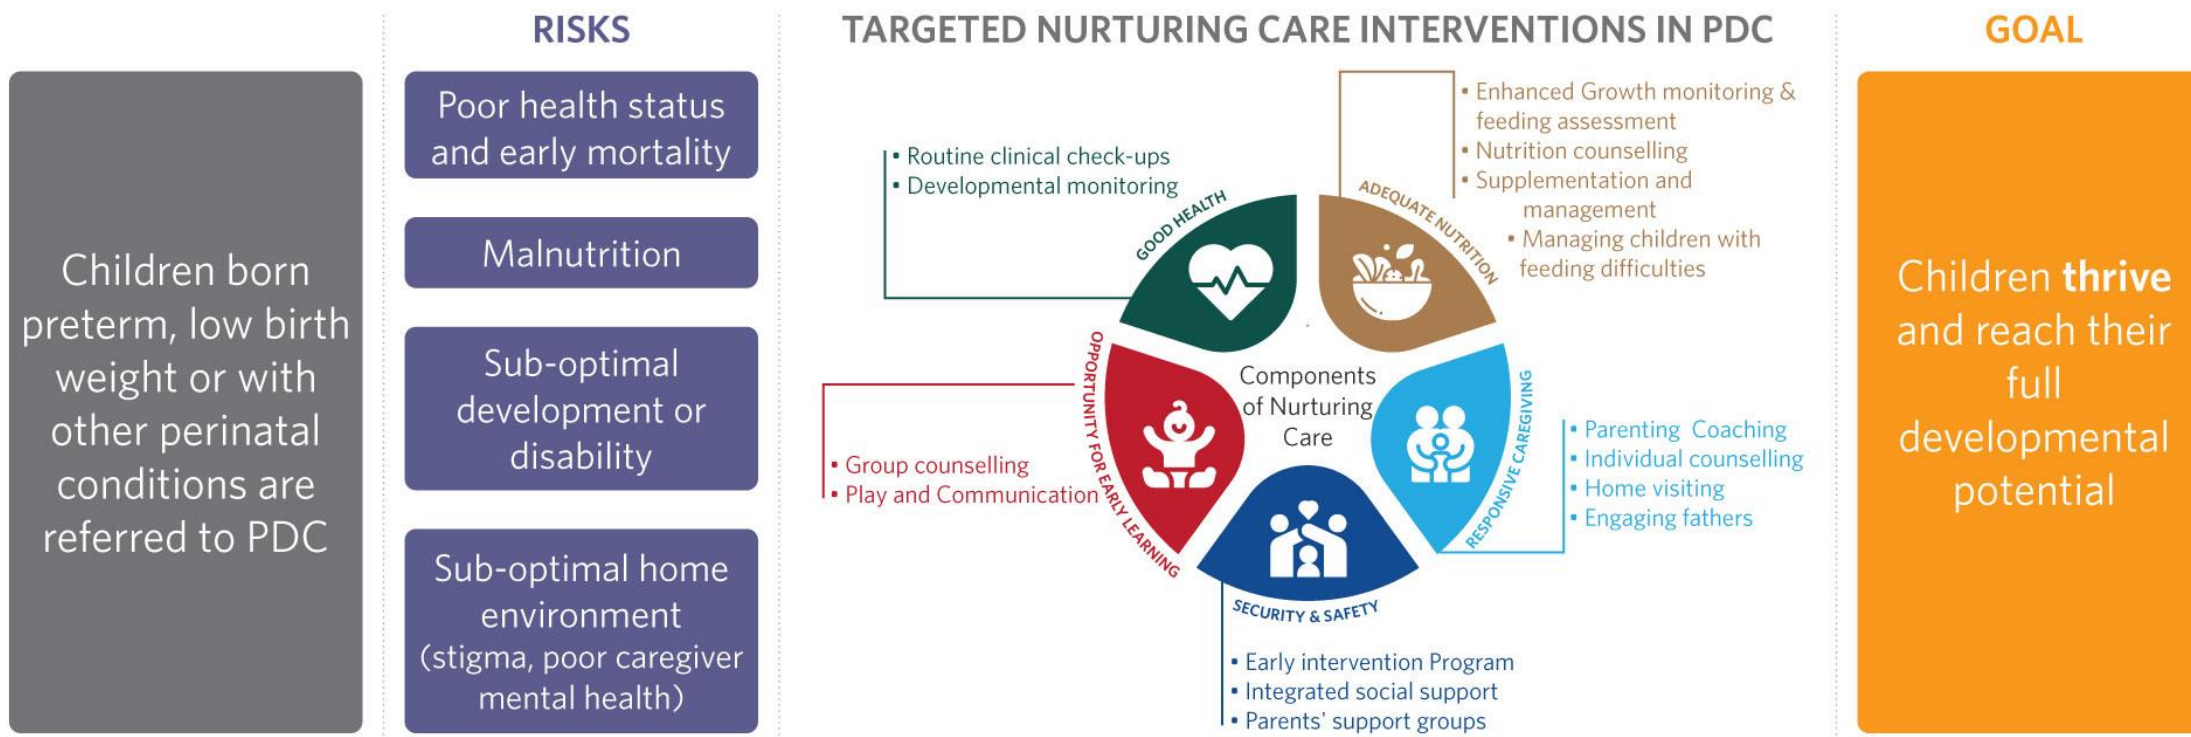 Children born
preterm, low birth
weight or with
other perinatal
conditions are
referred to PDC
RISKS
Poor health status
and early mortality
Malnutrition
Sub-optimal
development or
disability
Sub-optimal home
environment
(stigma, poor caregiver
mental health)
TARGETED NURTURING CARE INTERVENTIONS IN PDC
• Routine clinical check-ups
• Developmental monitoring
GOOD HEALTH
ADEQUATE NUTRITION
• Enhanced Growth monitoring &
feeding assessment
• Nutrition counselling
• Supplementation and
management
• Managing children with
feeding difficulties
Components
of Nurturing
Care
OPPORTUNITY FOR EARLY LEARNING
• Group counselling
• Play and Communication
RESPONSIVE CAREGIVING
• Parenting Coaching
• Individual counselling
• Home visiting
• Engaging fathers
SECURITY & SAFETY
• Early intervention Program
• Integrated social support
• Parents' support groups
GOAL
Children thrive
and reach their
full
developmental
potential